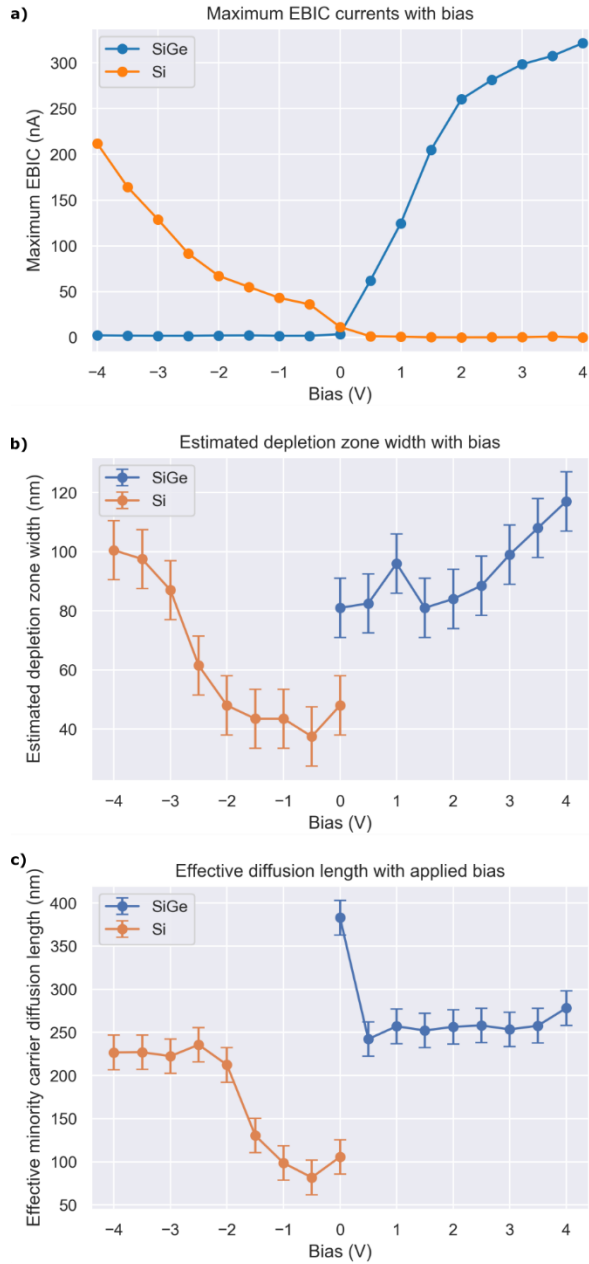 a)
Maximum EBIC currents with bias
SiGe
Si
Maximum EBIC (nA)
300
250
200
150
100
50
0
−4 −3 −2 −1 0 1 2 3 4
Bias (V)
b)
Estimated depletion zone width with bias
SiGe
Si
Estimated depletion zone width (nm)
120
100
80
60
40
−4 −3 −2 −1 0 1 2 3 4
Bias (V)
c)
Effective diffusion length with applied bias
SiGe
Si
Effective minority carrier diffusion length (nm)
400
350
300
250
200
150
100
50
−4 −3 −2 −1 0 1 2 3 4
Bias (V)